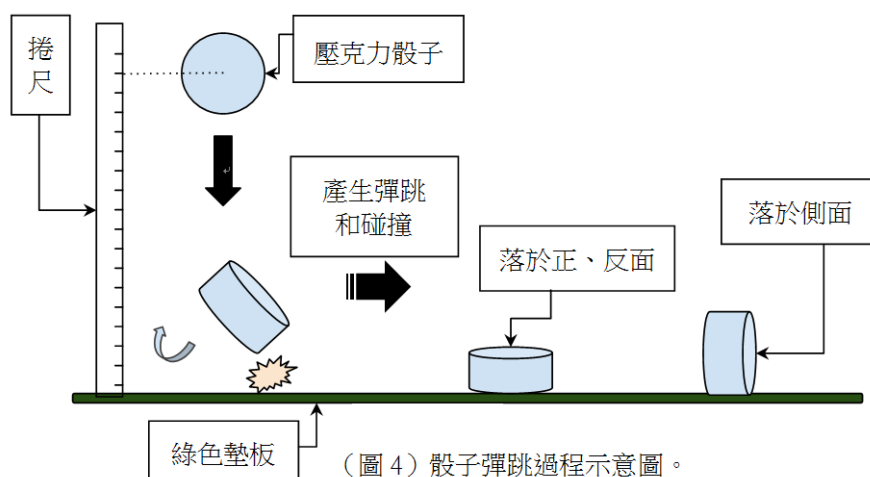 捲
尺
壓克力骰子
產生彈跳
和碰撞
落於正、反面
落於側面
綠色墊板
（圖 4）骰子彈跳過程示意圖。